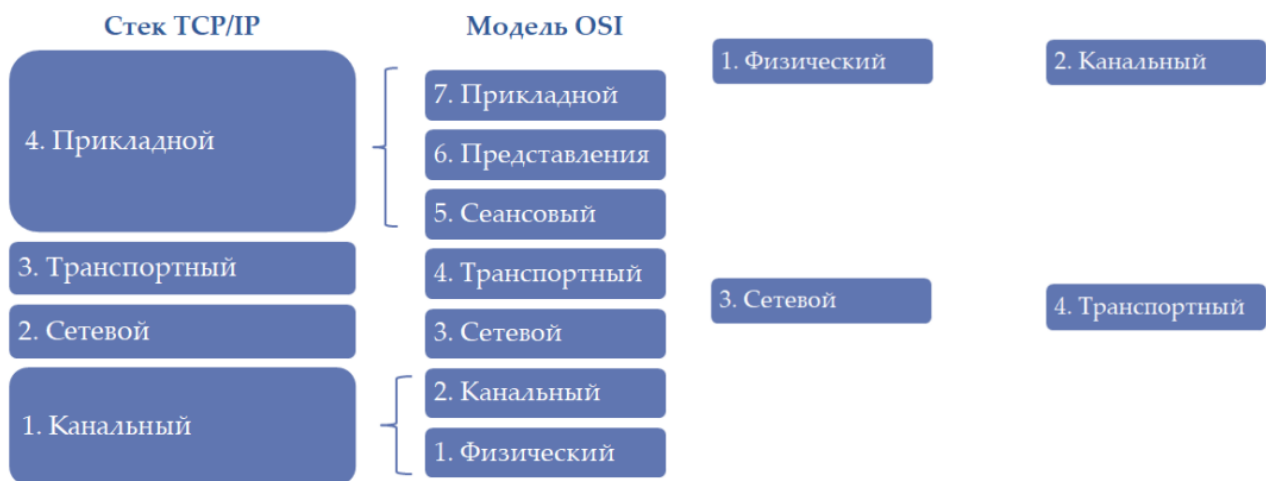 Стек TCP/IP
4. Прикладной
3. Транспортный
2. Сетевой
1. Канальный
Модель OSI
7. Прикладной
6. Представления
5. Сеансовый
4. Транспортный
3. Сетевой
2. Канальный
1. Физический
1. Физический
2. Канальный
3. Сетевой
4. Транспортный